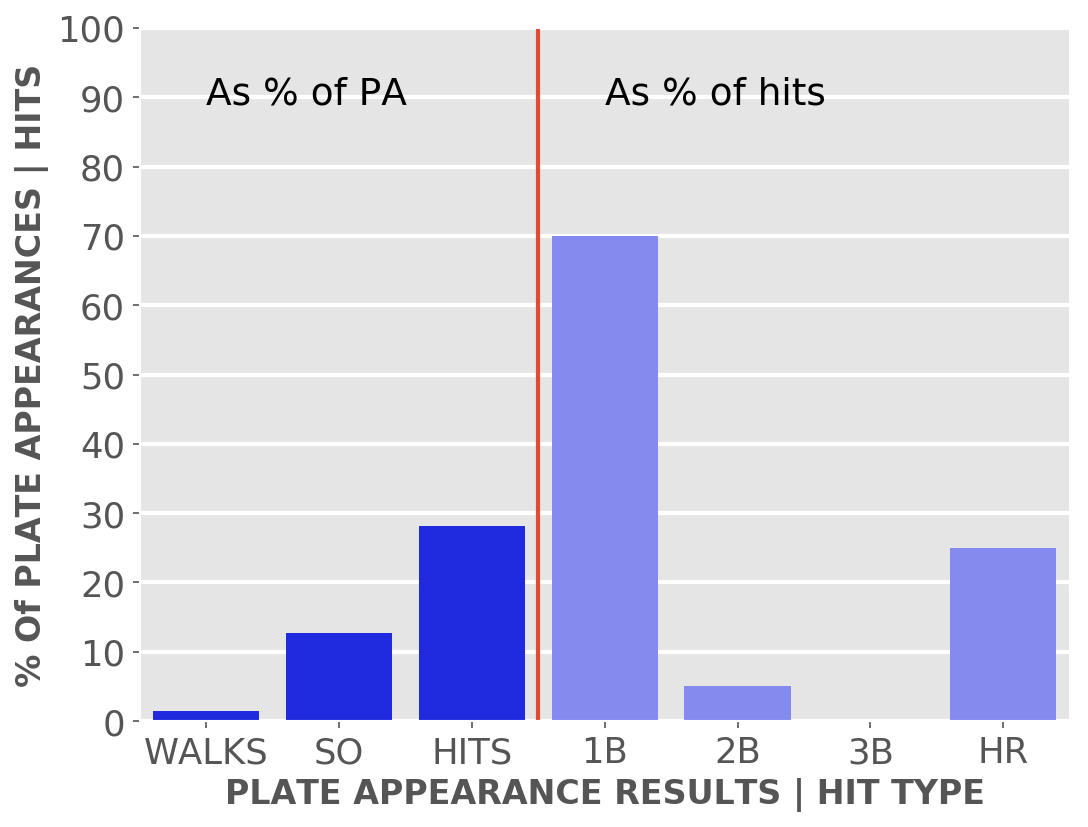 As % of PA
As % of hits
% Of PLATE APPEARANCES | HITS
100
90
80
70
60
50
40
30
20
10
0
WALKS SO HITS 1B 2B 3B HR
PLATE APPEARANCE RESULTS | HIT TYPE